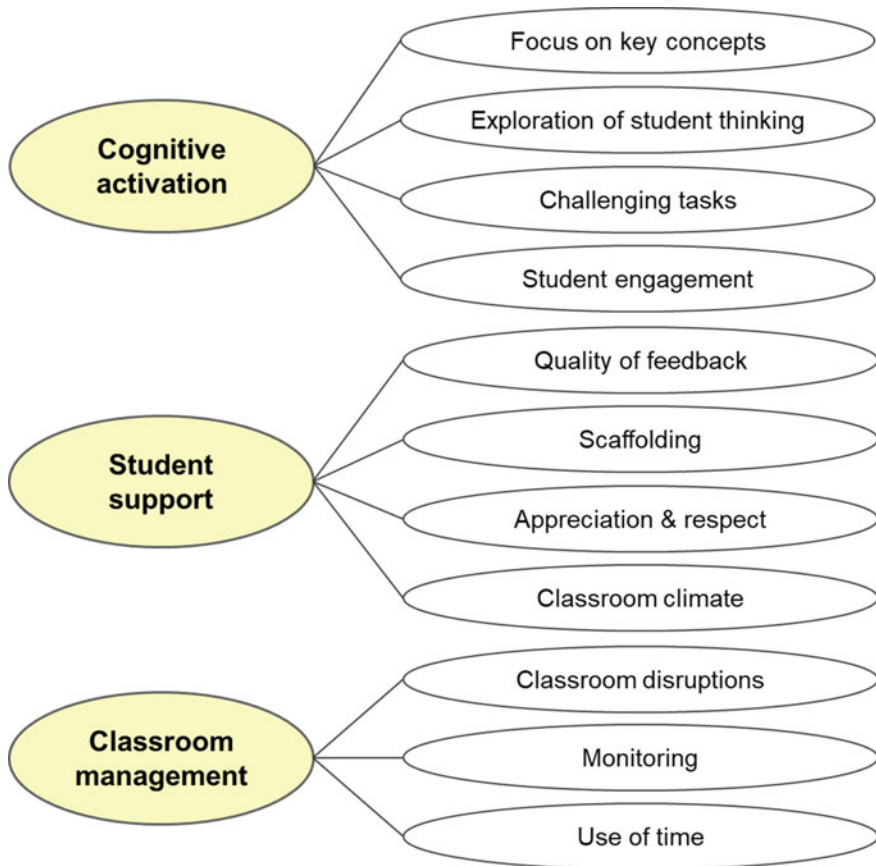 Cognitive
activation
Focus on key concepts
Exploration of student thinking
Challenging tasks
Student engagement
Student
support
Quality of feedback
Scaffolding
Appreciation & respect
Classroom climate
Classroom
management
Classroom disruptions
Monitoring
Use of time